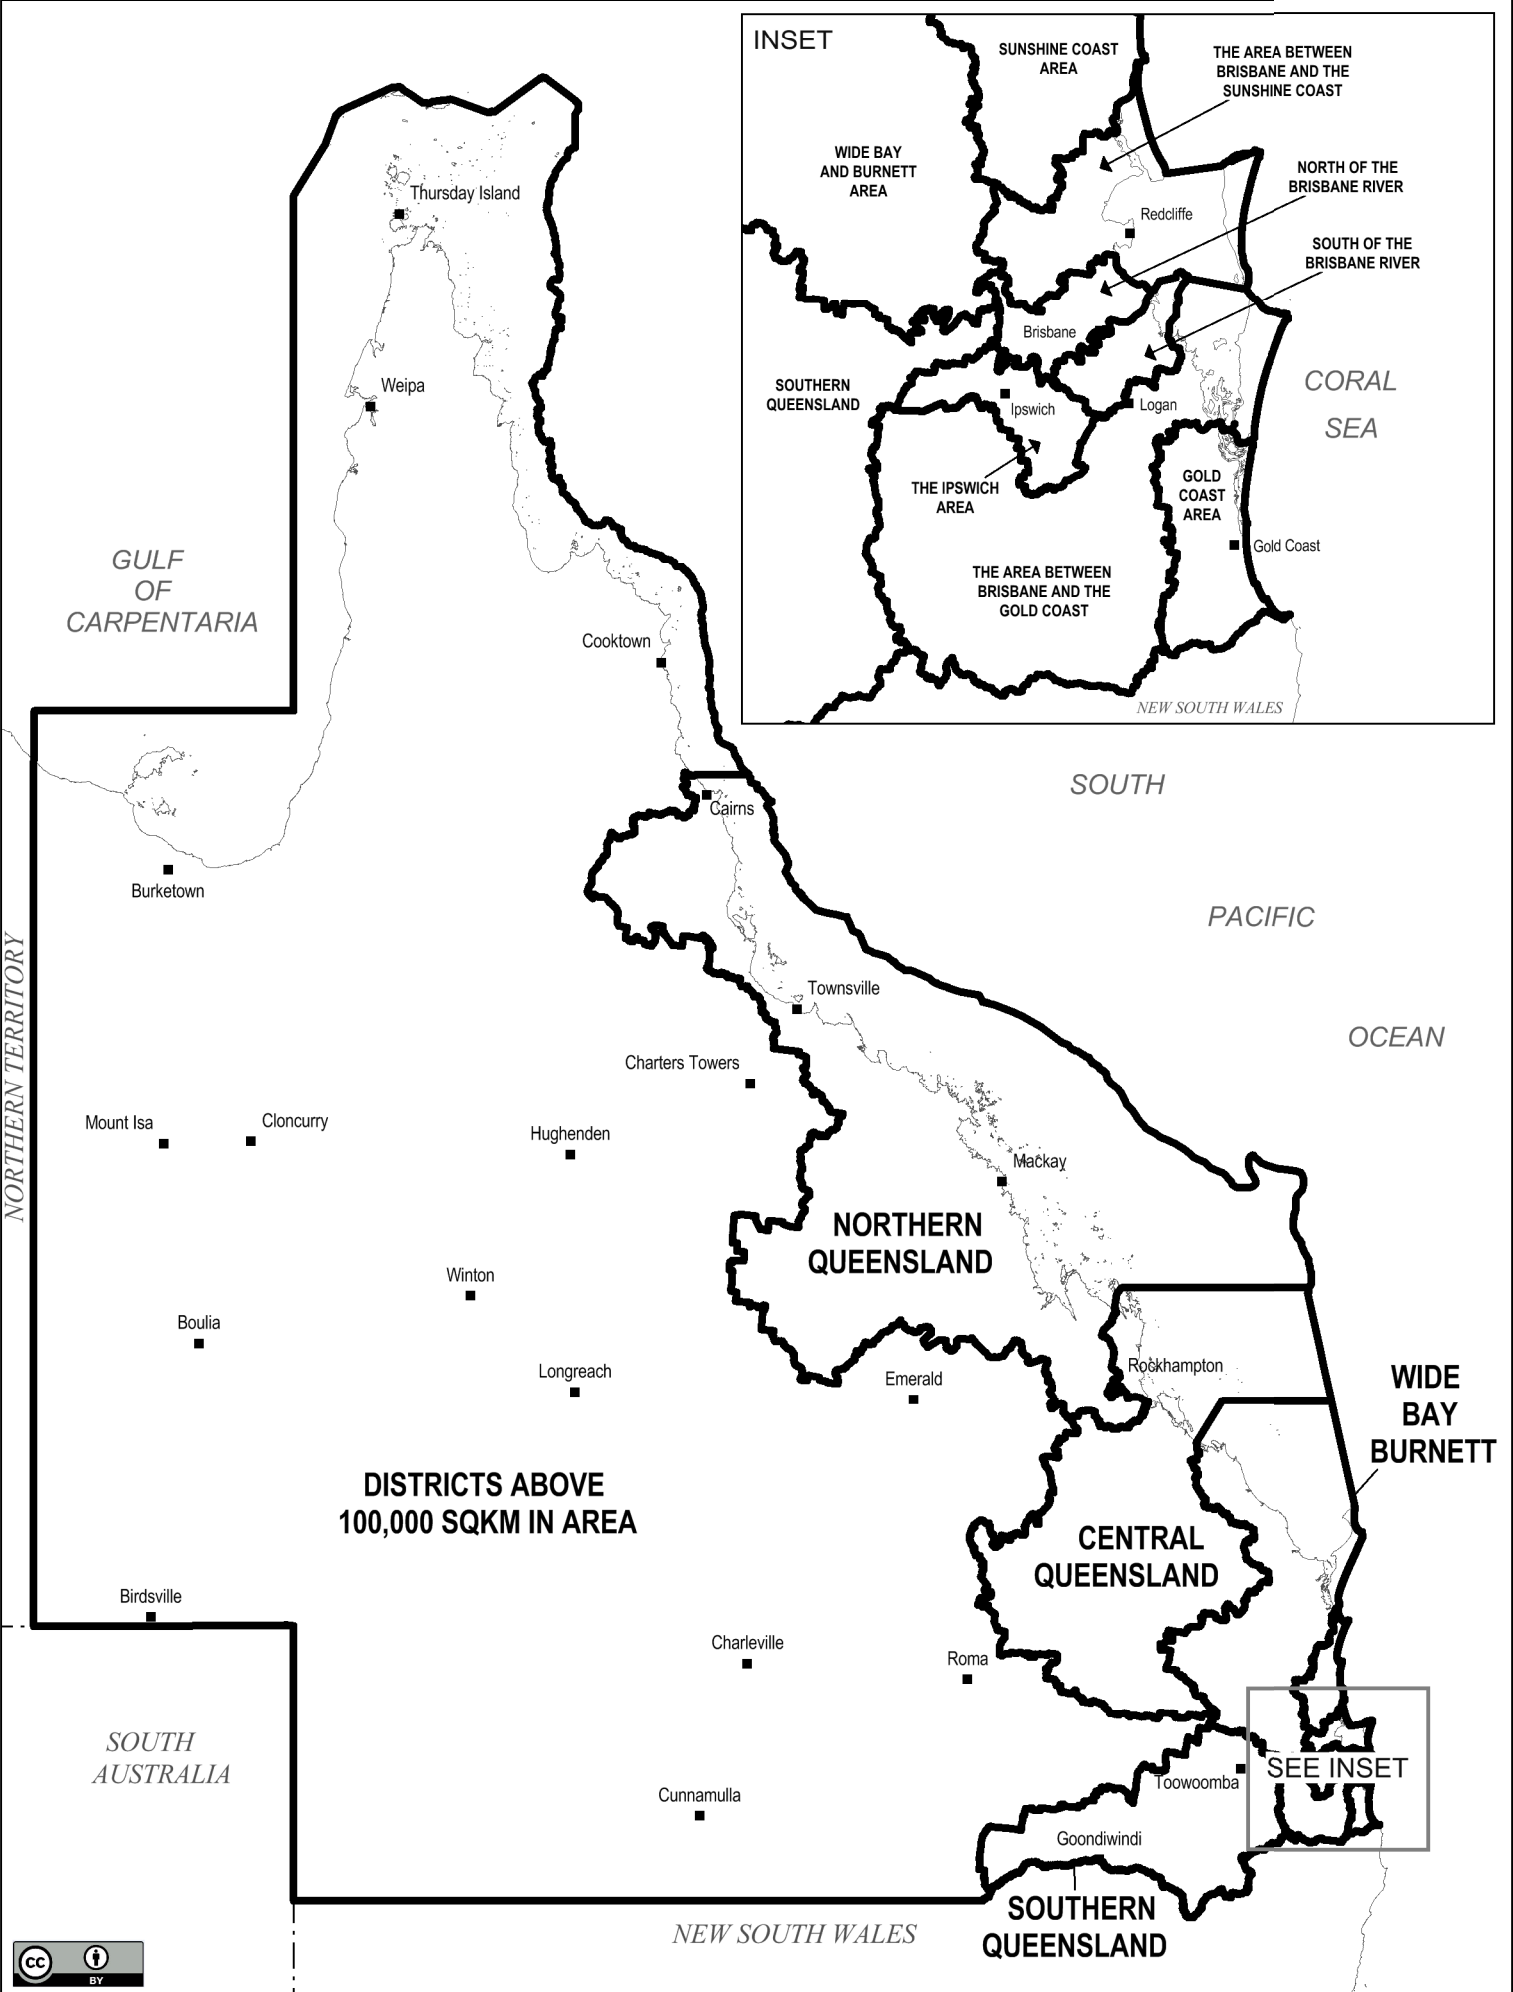 INSET
SUNSHINE COAST
AREA
THE AREA BETWEEN
BRISBANE AND THE
SUNSHINE COAST
WIDE BAY
AND BURNETT
AREA
NORTH OF THE
BRISBANE RIVER
Redcliffe
SOUTH OF THE
BRISBANE RIVER
Brisbane
SOUTHERN
QUEENSLAND
Ipswich
Logan
THE IPSWICH
AREA
GOLD
COAST
AREA
Gold Coast
THE AREA BETWEEN
BRISBANE AND THE
GOLD COAST
NEW SOUTH WALES
CORAL
SEA
Thursday Island
Weipa
GULF
OF
CARPENTARIA
Cooktown
SOUTH
PACIFIC
OCEAN
Cairns
Burketown
NORTHERN TERRITORY
Townsville
Charters Towers
Mount Isa
Cloncurry
Hughenden
Mackay
NORTHERN
QUEENSLAND
Winton
Boulia
Longreach
Emerald
Rockhampton
WIDE
BAY
BURNETT
DISTRICTS ABOVE
100,000 SQKM IN AREA
CENTRAL
QUEENSLAND
Birdsville
Charleville
Roma
SOUTH
AUSTRALIA
SEE INSET
Toowoomba
Cunnamulla
Goondiwindi
SOUTHERN
QUEENSLAND
NEW SOUTH WALES
cc
BY